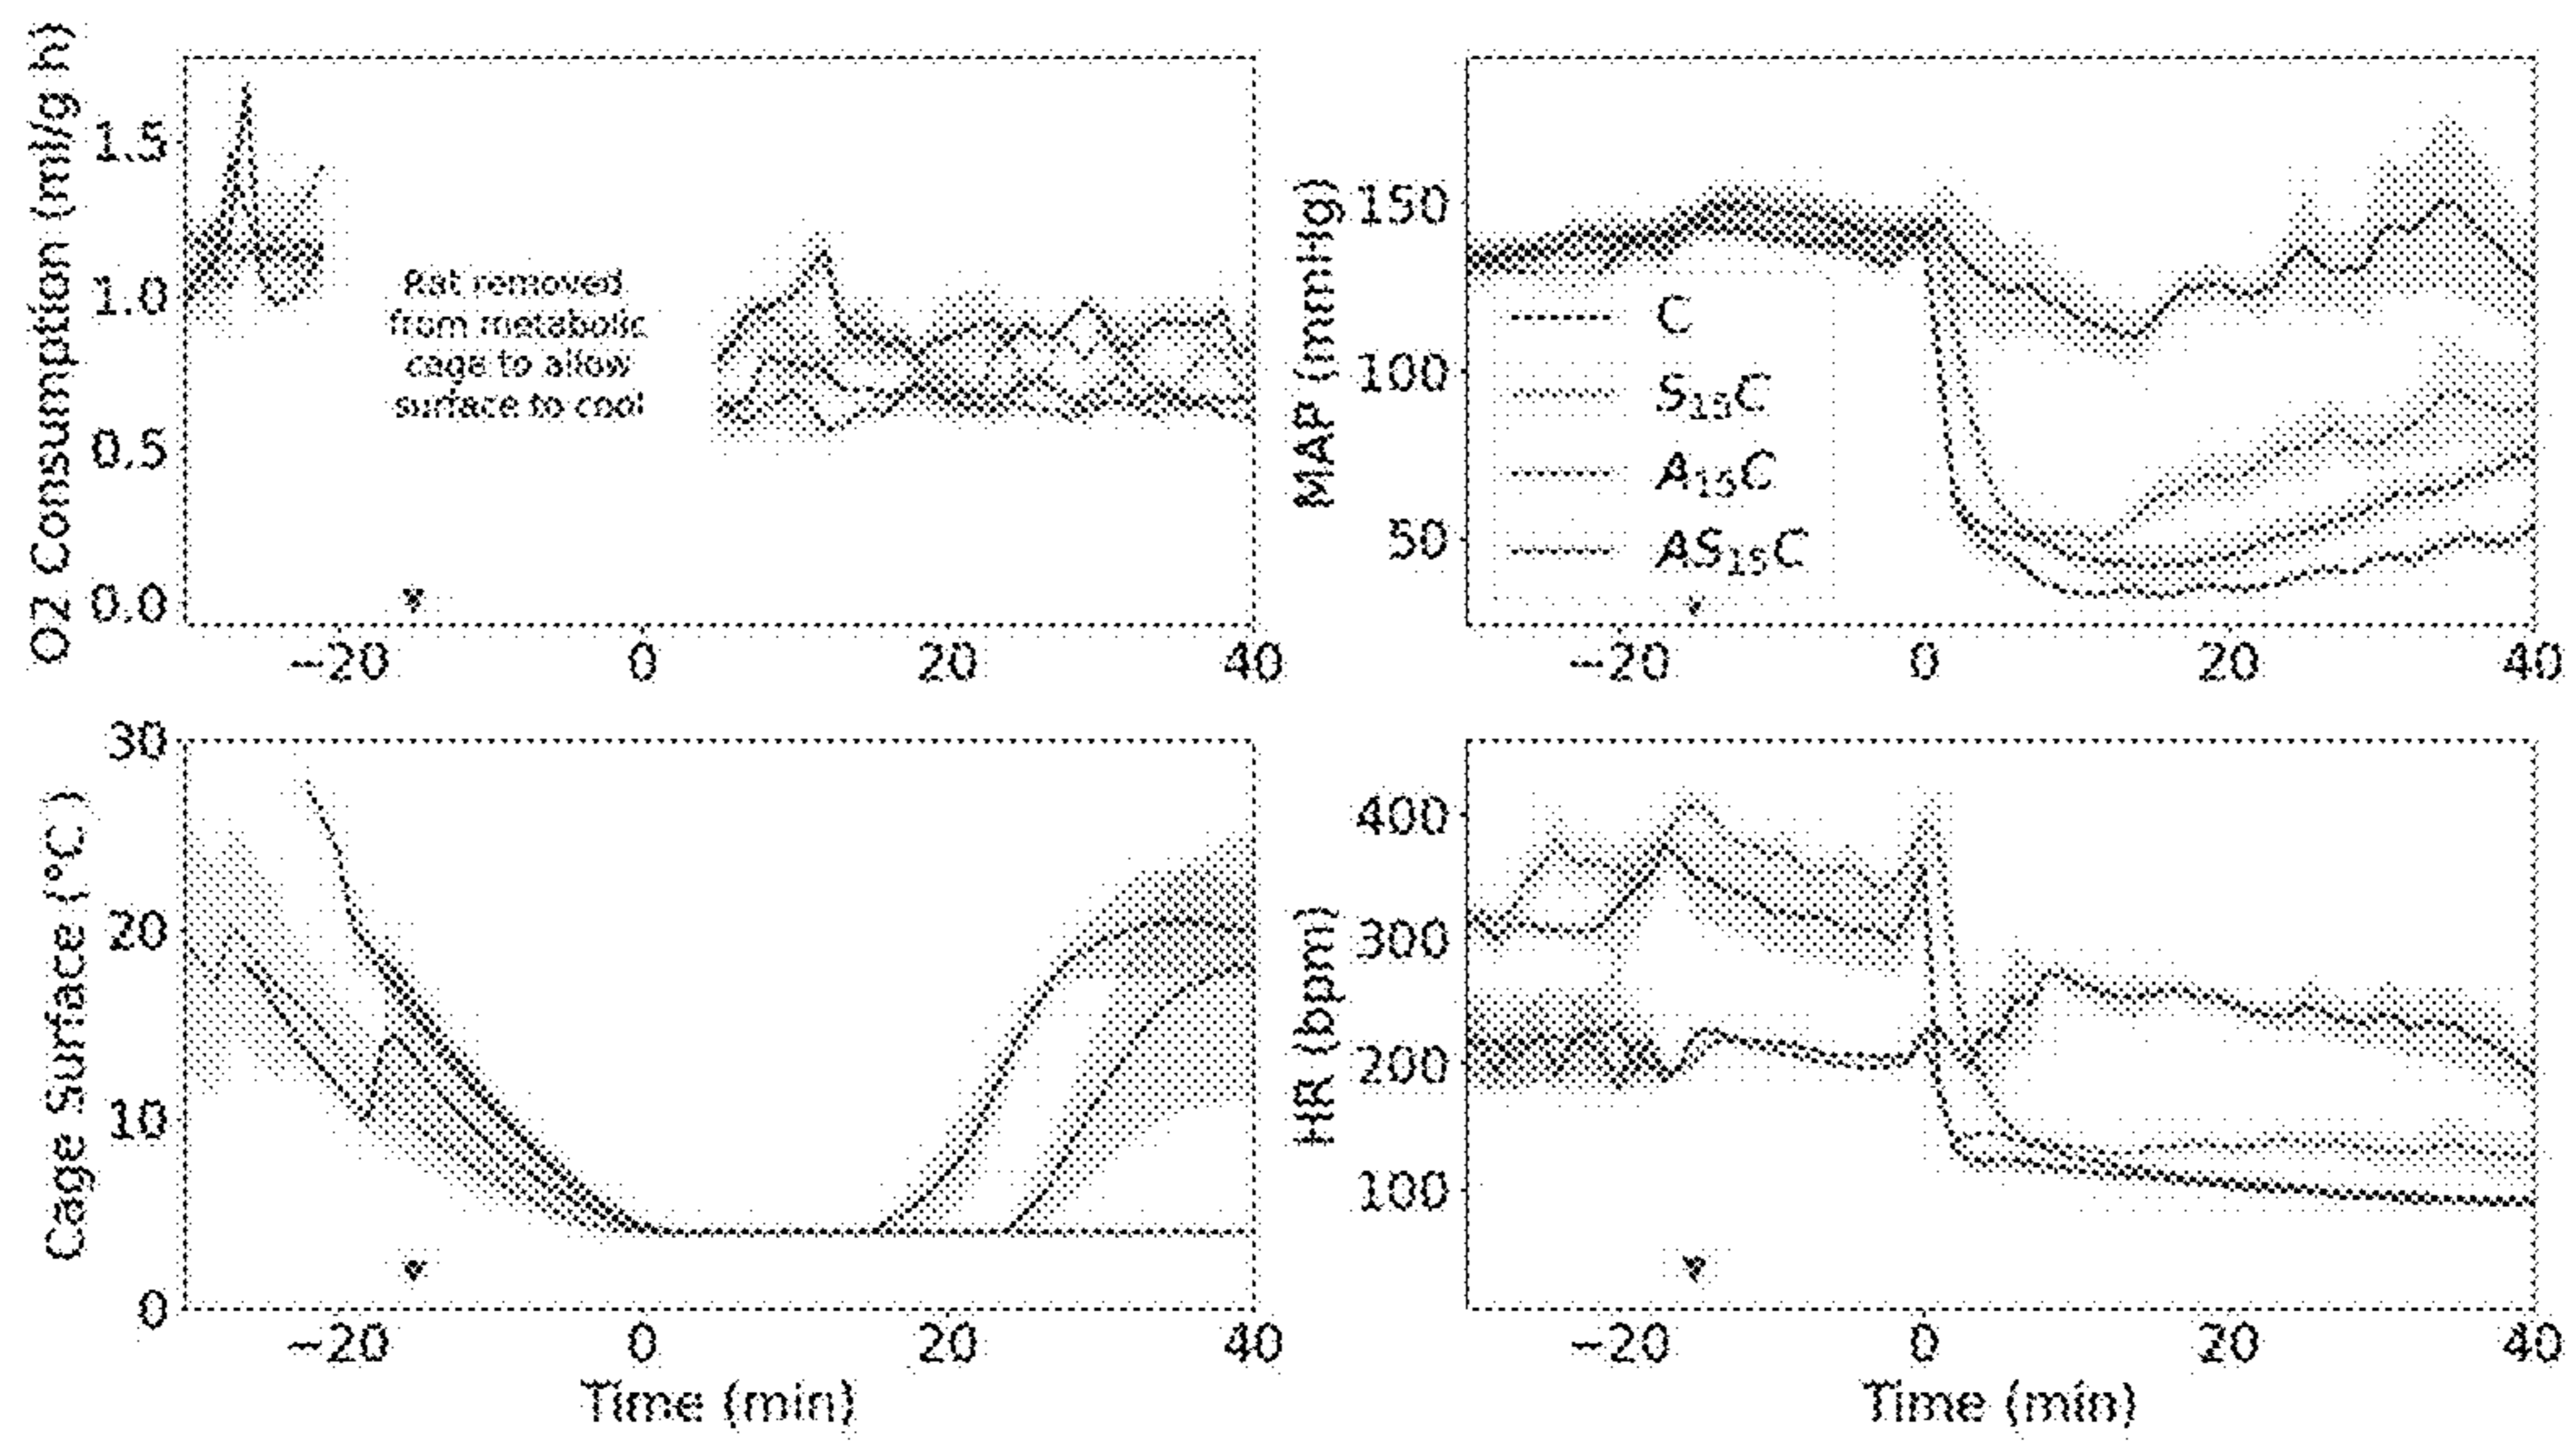 O2 Consumption (ml/g h)
1.5
1.0
0.5
0.0
Rat removed
from metabolic
cage to allow
surface to cool
−20 0 20 40
MAP (mmHg)
150
100
50
C
S₁₅C
A₁₅C
AS₁₅C
−20 0 20 40
Cage Surface (°C)
30
20
10
0
−20 0 20 40
Time (min)
HR (bpm)
400
300
200
100
−20 0 20 40
Time (min)